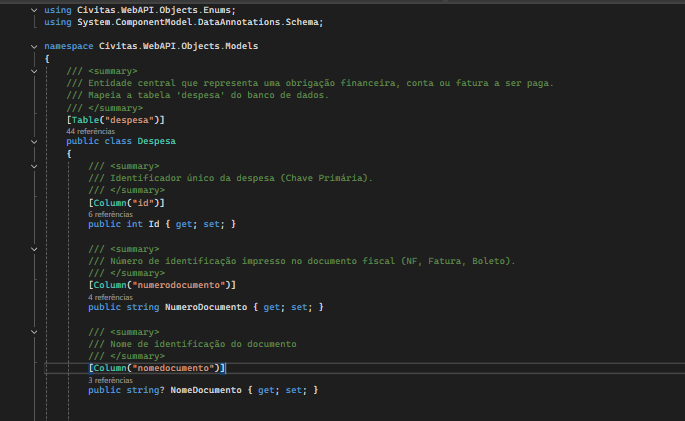 using Civitas.WebAPI.Objects.Enums;
using System.ComponentModel.DataAnnotations.Schema;
namespace Civitas.WebAPI.Objects.Models
{
/// <summary>
/// Entidade central que representa uma obrigação financeira, conta ou fatura a ser paga.
/// Mapeia a tabela 'despesa' do banco de dados.
/// </summary>
[Table("despesa")]
44 referências
public class Despesa
{
/// <summary>
/// Identificador único da despesa (Chave Primária).
/// </summary>
[Column("id")]
6 referências
public int Id { get; set; }
/// <summary>
/// Número de identificação impresso no documento fiscal (NF, Fatura, Boleto).
/// </summary>
[Column("numerodocumento")]
4 referências
public string NumeroDocumento { get; set; }
/// <summary>
/// Nome de identificação do documento
/// </summary>
[Column("nomedocumento")]
3 referências
public string? NomeDocumento { get; set; }